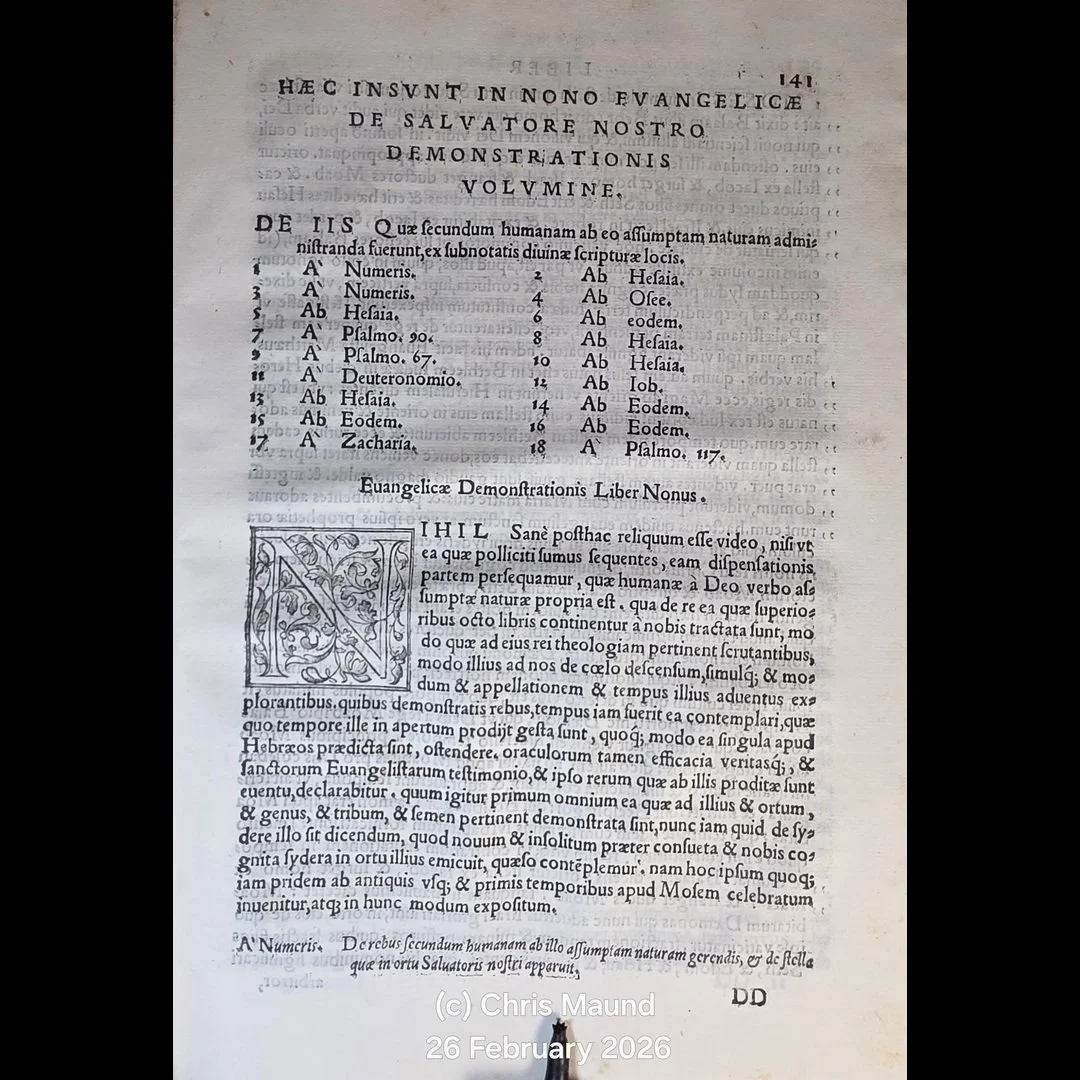 141
HÆC INSVNT IN NONO EVANGELICÆ
DE SALVATORE NOSTRO
DEMONSTRATIONIS
VOLVMINE.
DE IIS Quæ ſecundum humanam ab eo aſſumptam naturam admi⸗
niſtranda fuerunt, ex ſubnotatis diuinæ ſcripturæ locis.
1 A` Numeris. 2 Ab Heſaia.
3 A` Numeris. 4 Ab Oſee.
5 Ab Heſaia. 6 Ab eodem.
7 A` Pſalmo. 90. 8 Ab Heſaia.
9 A` Pſalmo. 67. 10 Ab Heſaia.
11 A` Deuteronomio. 12 Ab Iob.
13 Ab Heſaia. 14 Ab Eodem.
15 Ab Eodem. 16 Ab Eodem.
17 A` Zacharia. 18 A` Pſalmo. 117.
Euangelicæ Demonſtrationis Liber Nonus.
NIHIL Sanè poſthac reliquum eſſe video, niſi vt
ea quæ polliciti ſumus ſequentes, eam diſpenſationis
partem perſequamur, quæ humanæ à Deo verbo aſ⸗
ſumptæ naturæ propria eſt. qua de re ea quæ ſuperio⸗
ribus octo libris continentur à nobis tractata ſunt, mo
do quæ ad eius rei theologiam pertinent ſcrutantibus,
modo illius ad nos de cœlo deſcenſum, ſimulq́; & mo⸗
dum & appellationem & tempus illius aduentus ex⸗
plorantibus. quibus demonſtratis rebus, tempus iam fuerit ea contemplari, quæ
quo tempore ille in apertum prodijt geſta ſunt, quoq́; modo ea ſingula apud
Hebræos prædicta ſint, oſtendere. oraculorum tamen efficacia veritasq́;, &
ſanctorum Euangeliſtarum teſtimonio, & ipſo rerum quæ ab illis proditæ ſunt
euentu, declarabitur. quum igitur primum omnium ea quæ ad illius & ortum,
& genus, & tribum, & ſemen pertinent demonſtrata ſint, nunc iam quid de ſy⸗
dere illo ſit dicendum, quod nouum & inſolitum præter conſueta & nobis co⸗
gnita ſydera in ortu illius emicuit, quæſo contēplemur. nam hoc ipſum quoq;
iam pridem ab antiquis vſq; & primis temporibus apud Moſem celebratum
inuenitur, atq; in hunc modum expoſitum.
A` Numeris. De rebus ſecundum humanam ab illo aſſumptam naturam gerendis, & de ſtella
quæ in ortu Saluatoris noſtri apparuit.
DD
(c) Chris Maund
26 February 2026